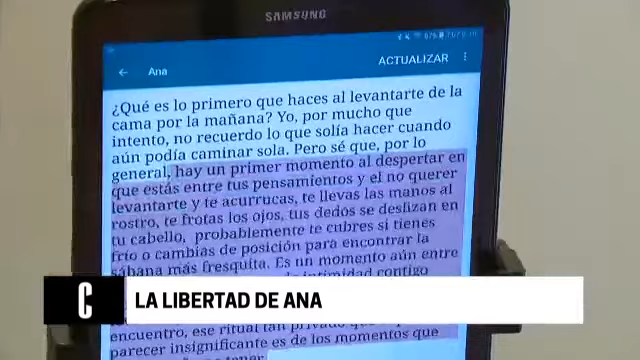 SAMSUNG
Ana
ACTUALIZAR
¿Qué es lo primero que haces al levantarte de la
cama por la mañana? Yo, por mucho que
intento, no recuerdo lo que solía hacer cuando
aún podía caminar sola. Pero sé que, por lo
general, hay un primer momento al despertar en
que estás entre tus pensamientos y el no querer
levantarte y te acurrucas, te llevas las manos al
rostro, te frotas los ojos, tus dedos se deslizan en
tu cabello, probablemente te cubres si tienes
frío o cambias de posición para encontrar la
sábana más fresquita. Es un momento aún entre
intimidad contigo
C LA LIBERTAD DE ANA
encuentro, ese ritual tan privado
parecer insignificante es de los momentos que
tener